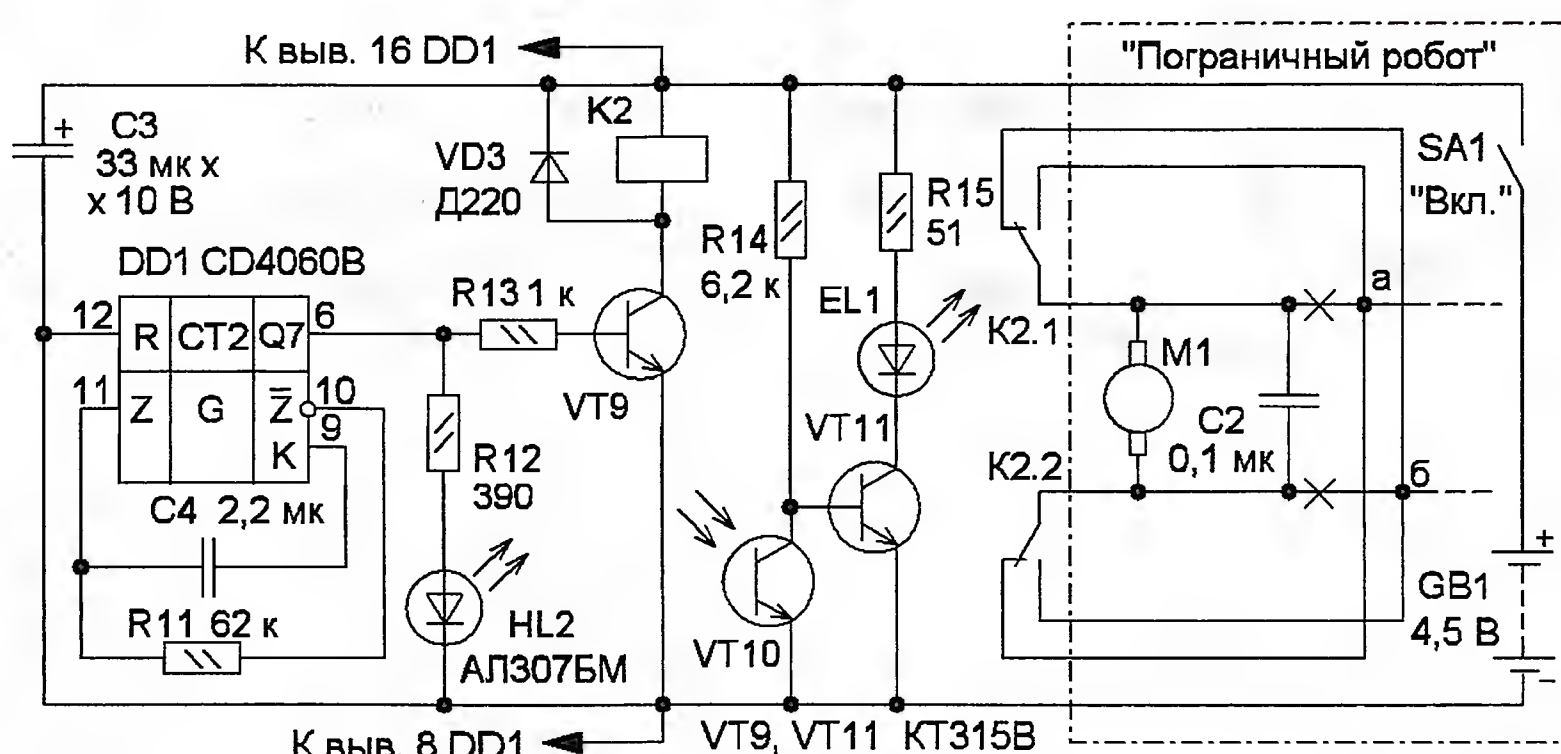 К выв. 16 DD1
"Пограничный робот"
+ C3
33 мк х
х 10 В
VD3
Д220
K2
R14
6,2 к
R15
51
SA1
"Вкл."
DD1 CD4060B
12 R CT2 Q7 6
11 Z G Z 10
9
K
R13 1 к
VT9
EL1
K2.1
а
M1
C2
0,1 мк
VT11
K2.2
б
R12
390
C4 2,2 мк
R11 62 к
HL2
АЛ307БМ
VT10
+
GB1
4,5 В
-
VT9, VT11 КТ315В
К выв. 8 DD1